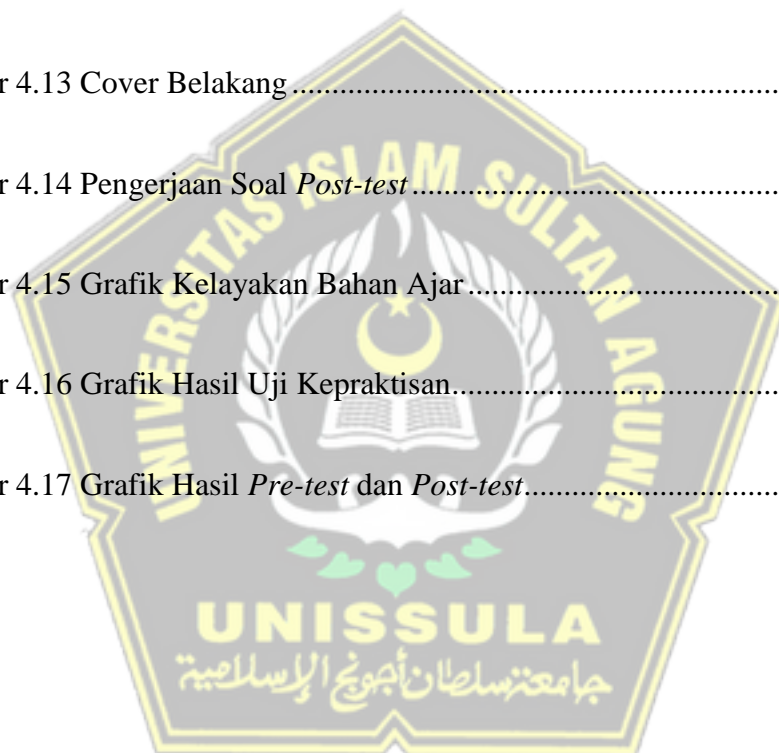 r 4.13 Cover Belakang................................................................
r 4.14 Pengerjaan Soal Post-test................................................
r 4.15 Grafik Kelayakan Bahan Ajar........................................
r 4.16 Grafik Hasil Uji Kepraktisan..........................................
r 4.17 Grafik Hasil Pre-test dan Post-test.................................
UNIVERSITAS ISLAM SULTAN AGUNG
UNISSULA
جامعترسلطان أجونج الإسلامية